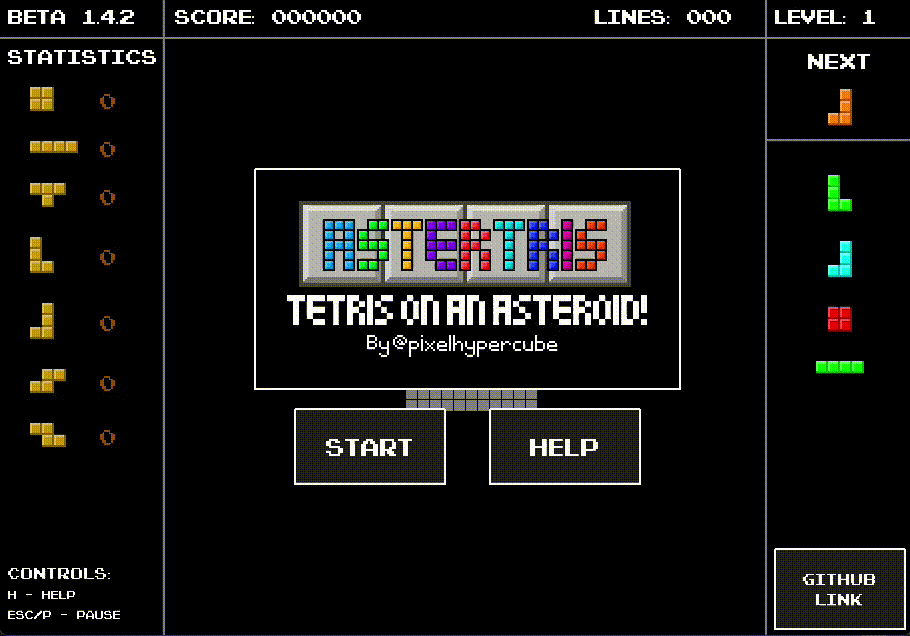 BETA 1.4.2
SCORE: 000000
LINES: 000
LEVEL: 1
STATISTICS
0
0
0
0
0
0
0
NEXT
ASTERTRIS
TETRIS ON AN ASTEROID!
By @pixelhypercube
START
HELP
CONTROLS:
H - HELP
ESC/P - PAUSE
GITHUB
LINK